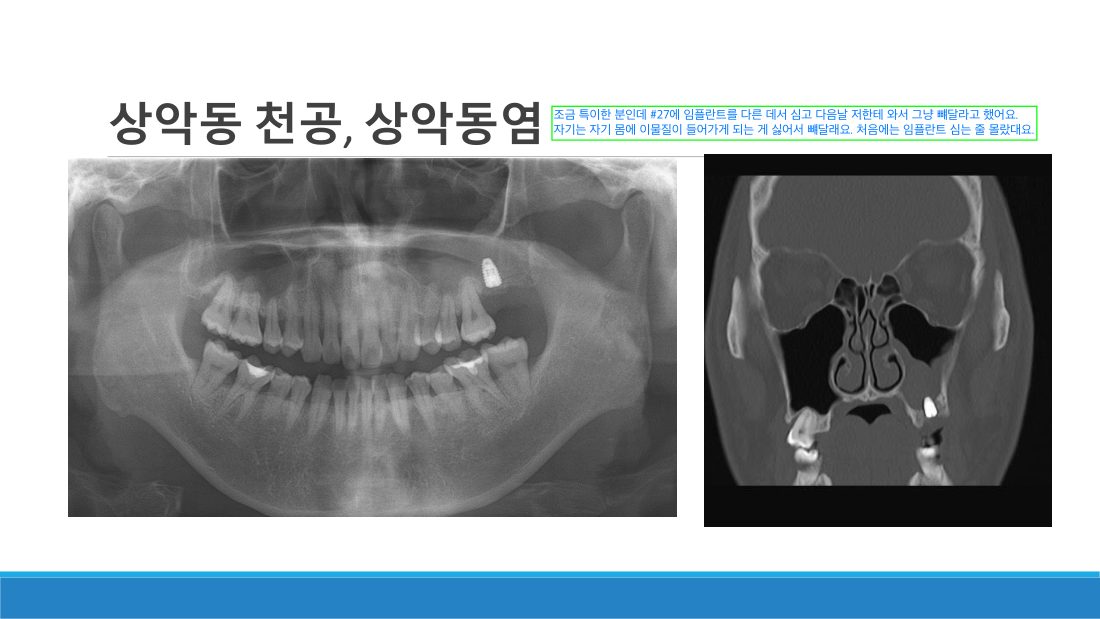 상악동 천공, 상악동염
조금 특이한 분인데 #27에 임플란트를 다른 데서 심고 다음날 저한테 와서 그냥 빼달라고 했어요.
자기는 자기 몸에 이물질이 들어가게 되는 게 싫어서 빼달래요. 처음에는 임플란트 심는 줄 몰랐대요.